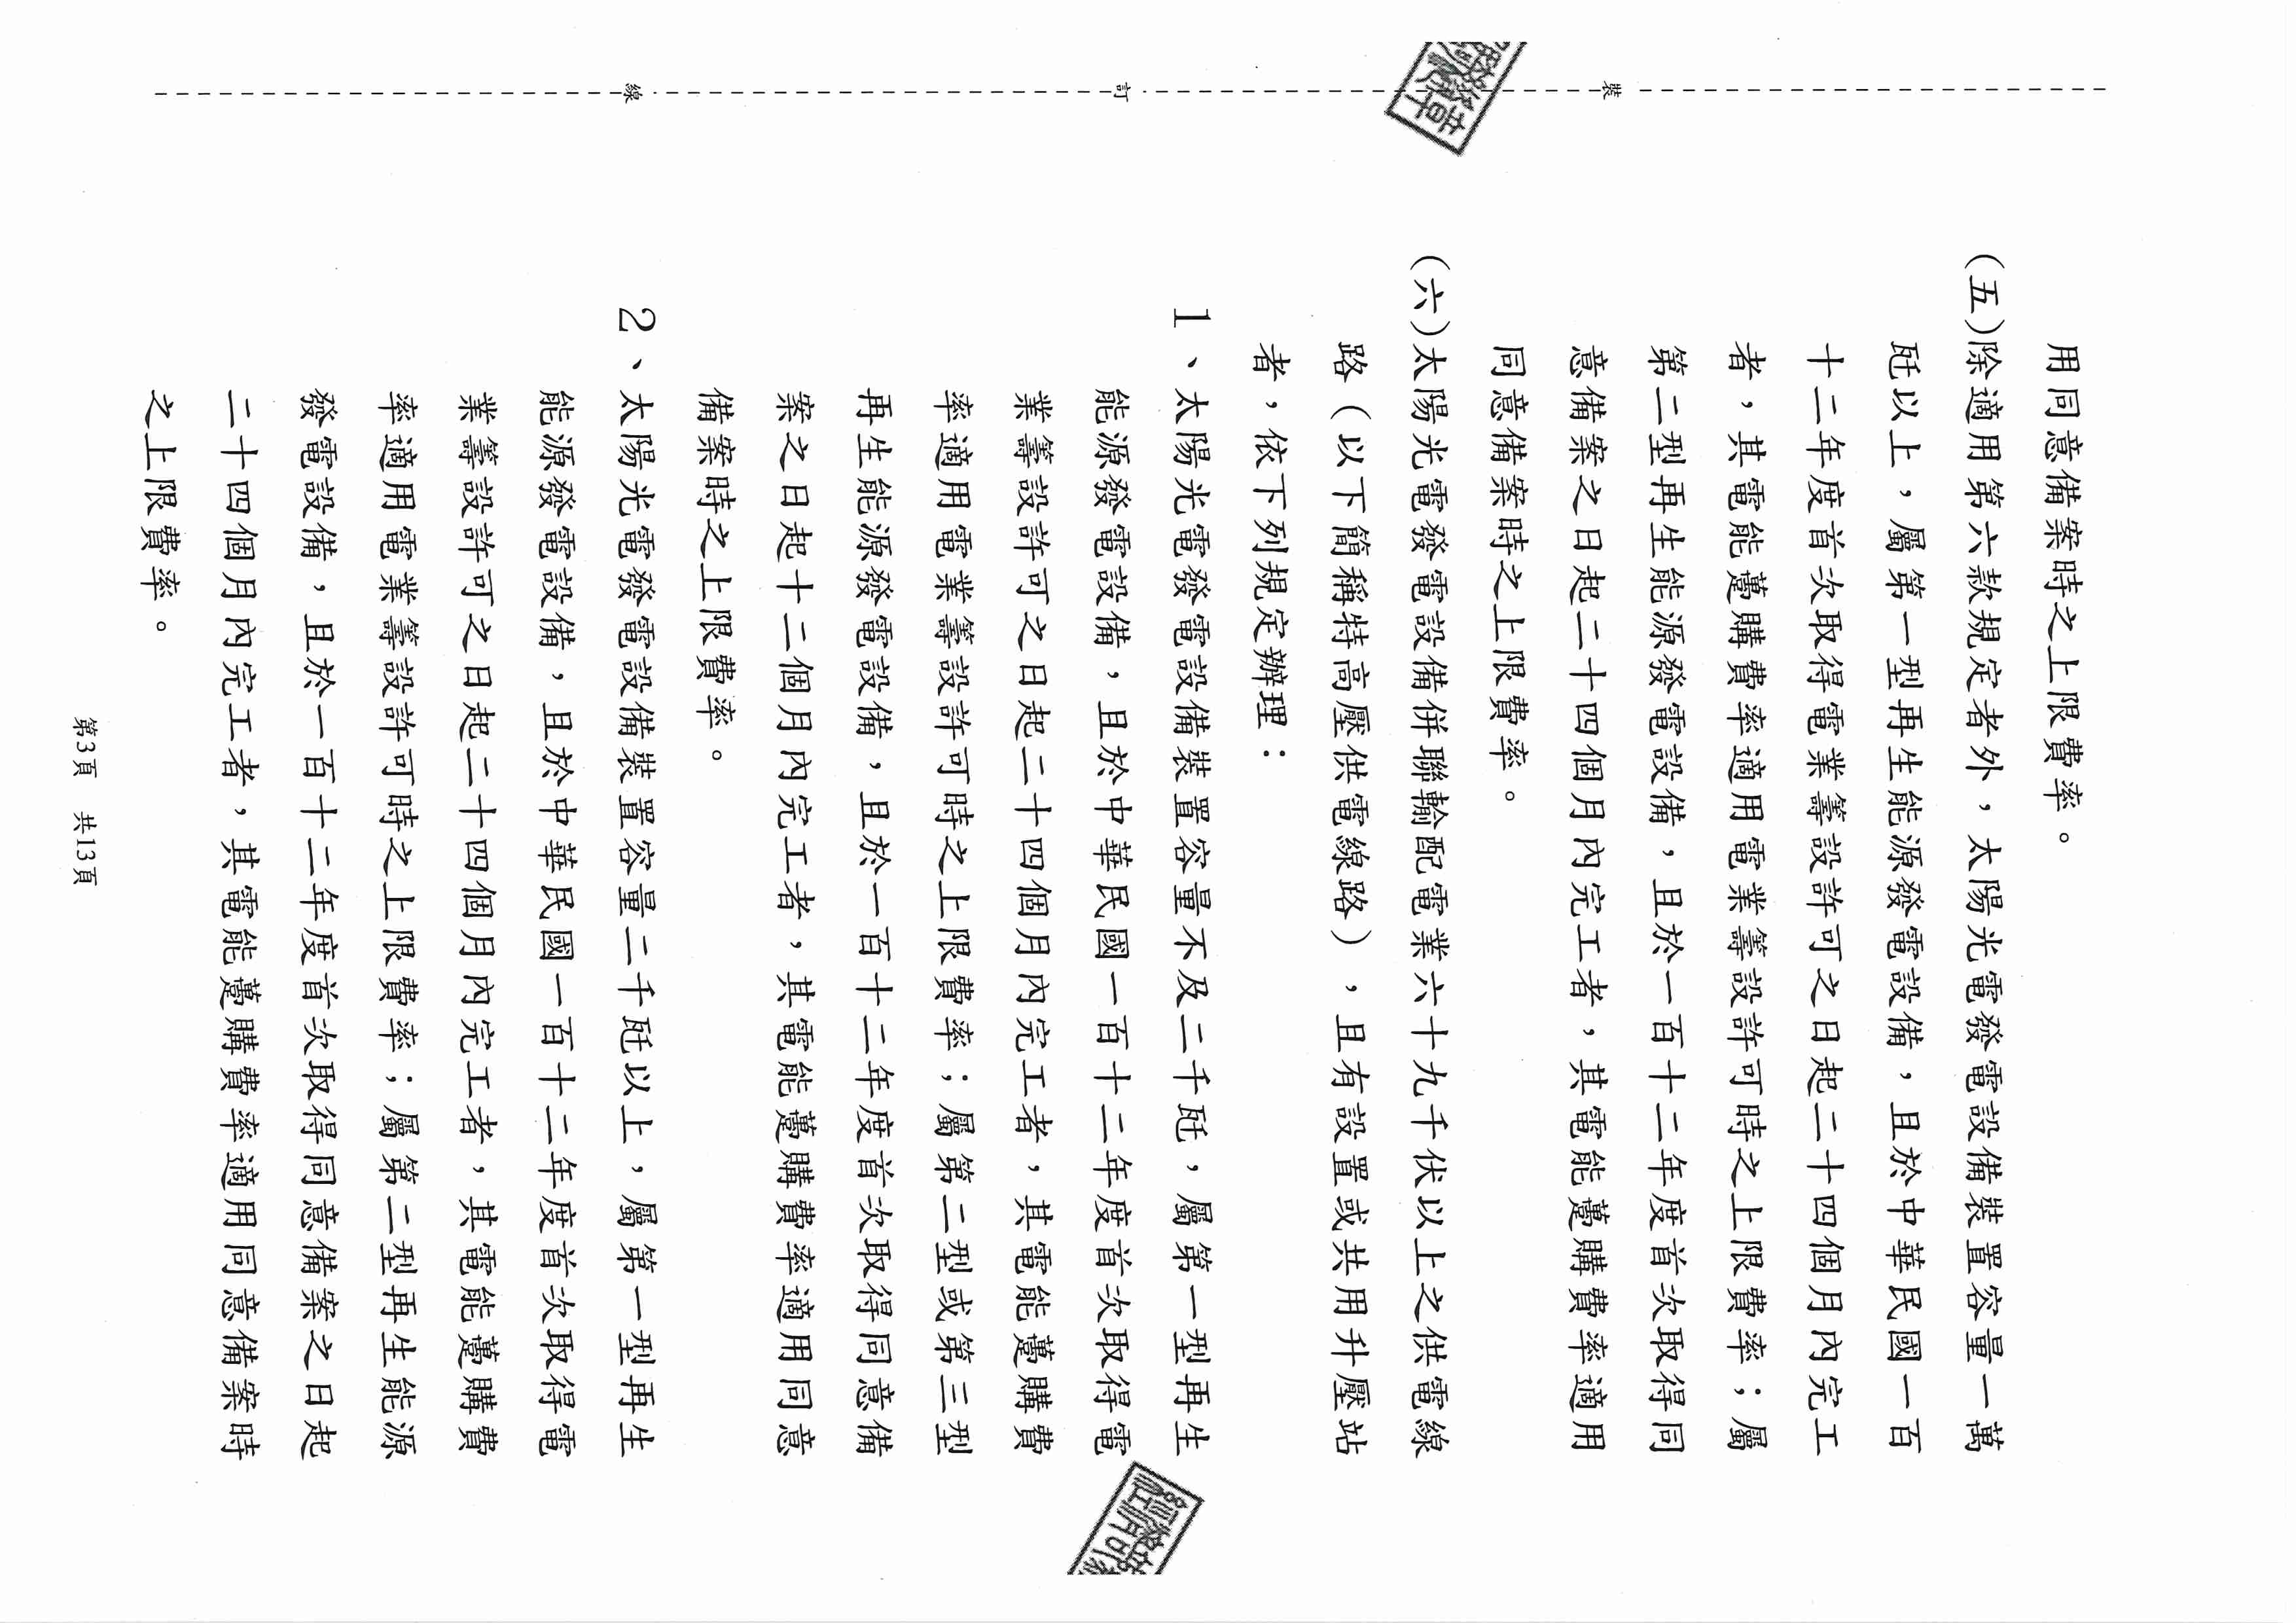 用同意備案時之上限費率。
(五)除適用第六款規定者外，太陽光電發電設備裝置容量一萬
瓩以上，屬第一型再生能源發電設備，且於中華民國一百
十二年度首次取得電業籌設許可之日起二十四個月內完工
者，其電能躉購費率適用電業籌設許可時之上限費率；屬
第二型再生能源發電設備，且於一百十二年度首次取得同
意備案之日起二十四個月內完工者，其電能躉購費率適用
同意備案時之上限費率。
(六)太陽光電發電設備併聯輸配電業六十九千伏以上之供電線
路（以下簡稱特高壓供電線路），且有設置或共用升壓站
者，依下列規定辦理：
1、太陽光電發電設備裝置容量不及二千瓩，屬第一型再生
能源發電設備，且於中華民國一百十二年度首次取得電
業籌設許可之日起二十四個月內完工者，其電能躉購費
率適用電業籌設許可時之上限費率；屬第二型或第三型
再生能源發電設備，且於一百十二年度首次取得同意備
案之日起十二個月內完工者，其電能躉購費率適用同意
備案時之上限費率。
2、太陽光電發電設備裝置容量二千瓩以上，屬第一型再生
能源發電設備，且於中華民國一百十二年度首次取得電
業籌設許可之日起二十四個月內完工者，其電能躉購費
率適用電業籌設許可時之上限費率；屬第二型再生能源
發電設備，且於一百十二年度首次取得同意備案之日起
二十四個月內完工者，其電能躉購費率適用同意備案時
之上限費率。
裝
訂
線
縫章
經濟部
第3頁 共13頁